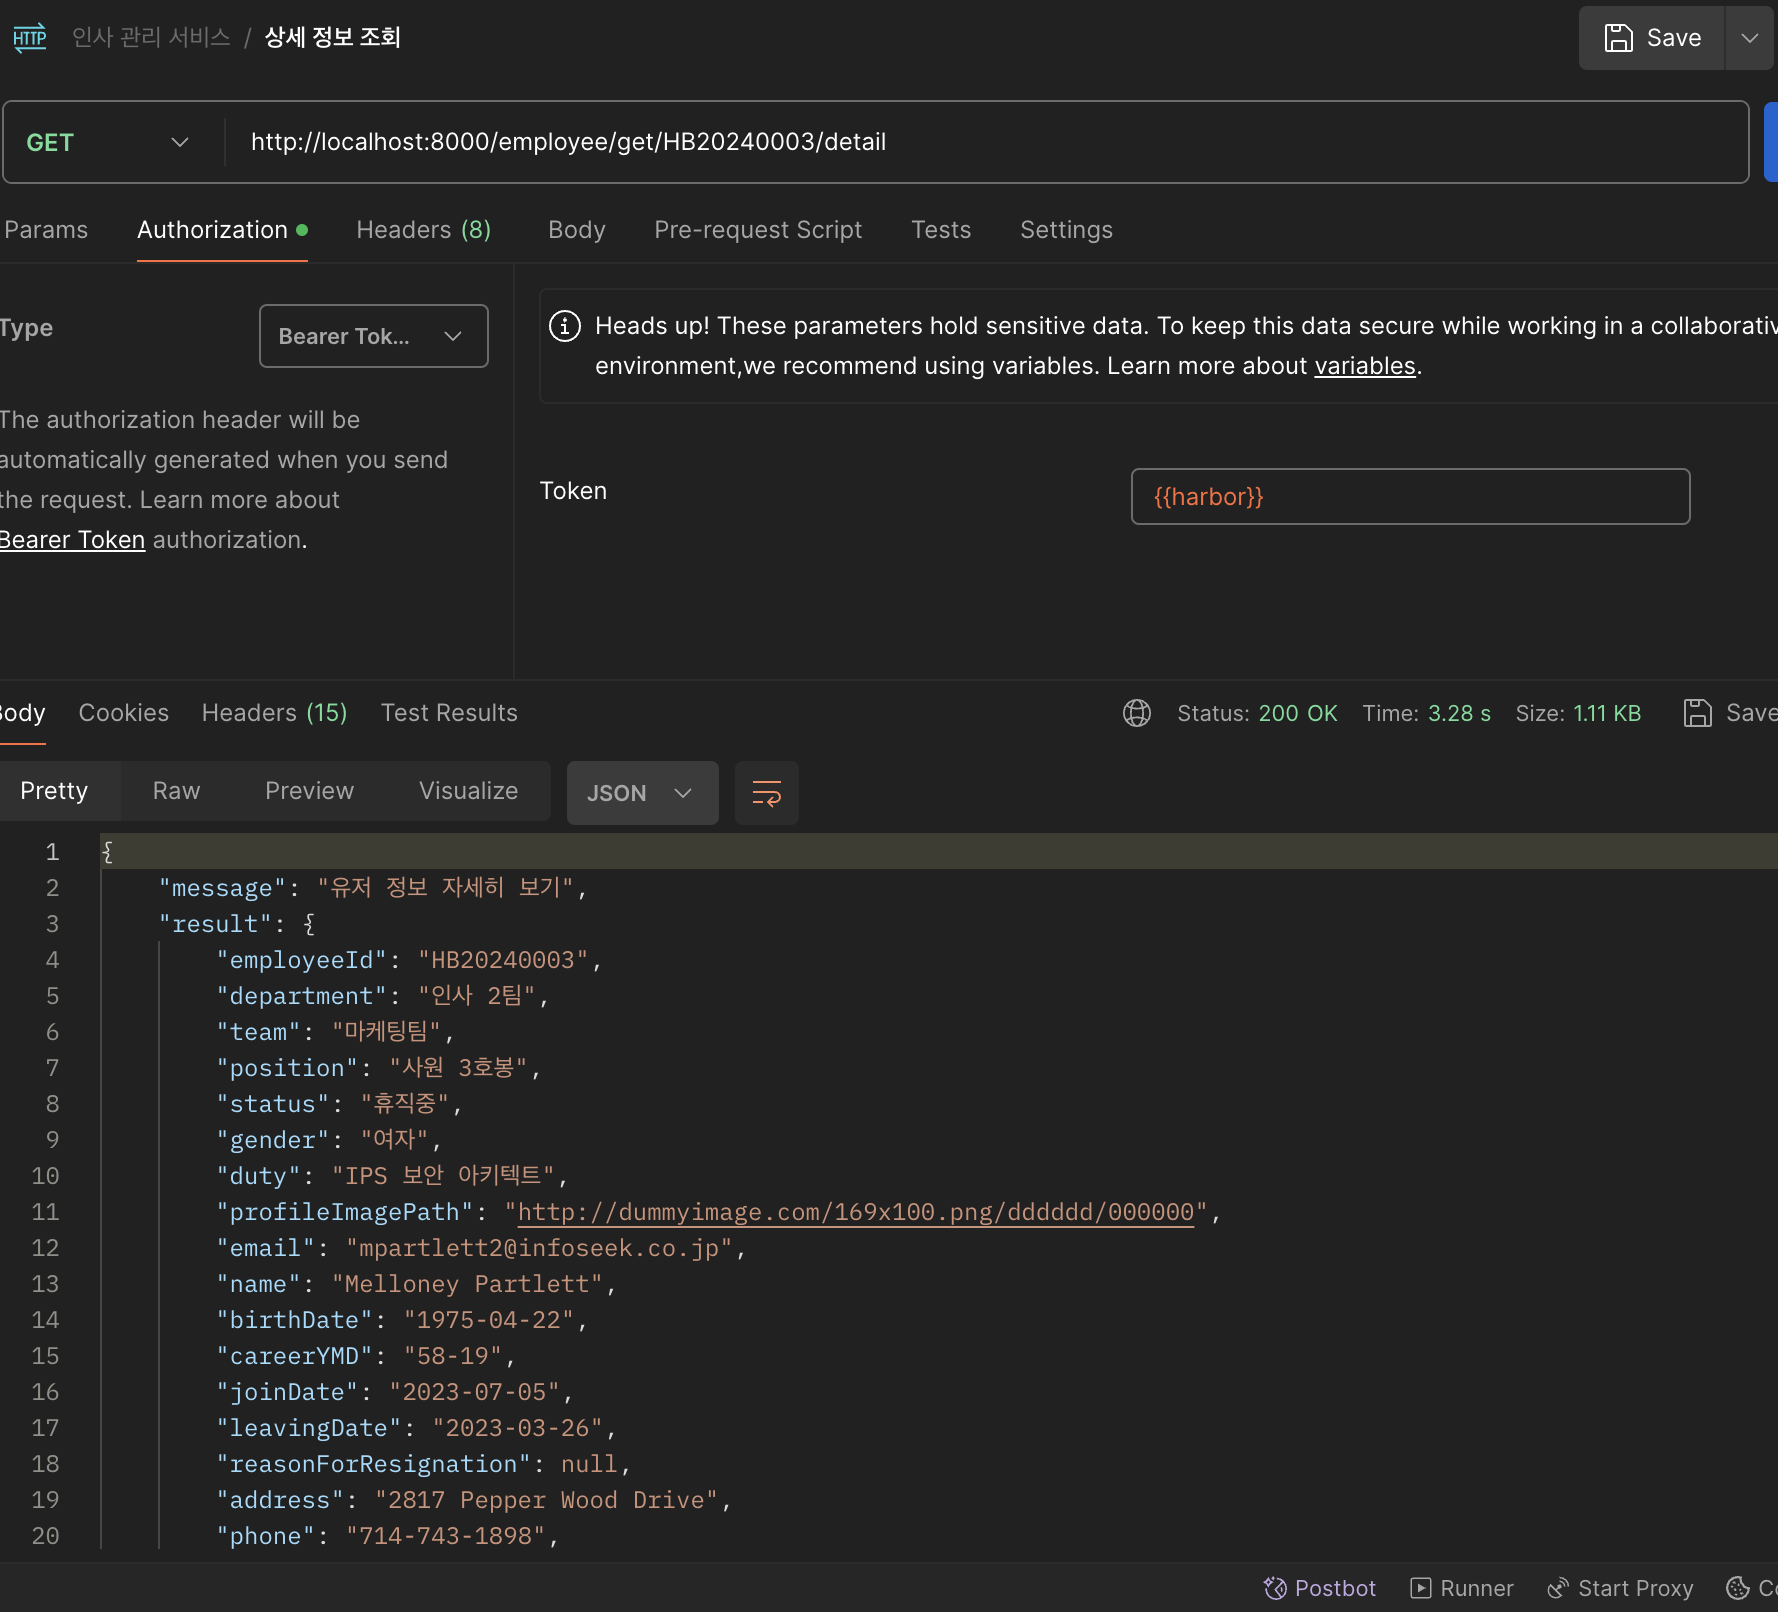 HTTP 인사 관리 서비스 / 상세 정보 조회 Save
GET http://localhost:8000/employee/get/HB20240003/detail
Params Authorization Headers (8) Body Pre-request Script Tests Settings
Type Bearer Tok...
The authorization header will be
automatically generated when you send
the request. Learn more about
Bearer Token authorization.
Heads up! These parameters hold sensitive data. To keep this data secure while working in a collaborativ
environment,we recommend using variables. Learn more about variables.
Token {{harbor}}
Body Cookies Headers (15) Test Results Status: 200 OK Time: 3.28 s Size: 1.11 KB Save
Pretty Raw Preview Visualize JSON
1 {
2 "message": "유저 정보 자세히 보기",
3 "result": {
4 "employeeId": "HB20240003",
5 "department": "인사 2팀",
6 "team": "마케팅팀",
7 "position": "사원 3호봉",
8 "status": "휴직중",
9 "gender": "여자",
10 "duty": "IPS 보안 아키텍트",
11 "profileImagePath": "http://dummyimage.com/169x100.png/dddddd/000000",
12 "email": "mpartlett2@infoseek.co.jp",
13 "name": "Melloney Partlett",
14 "birthDate": "1975-04-22",
15 "careerYMD": "58-19",
16 "joinDate": "2023-07-05",
17 "leavingDate": "2023-03-26",
18 "reasonForResignation": null,
19 "address": "2817 Pepper Wood Drive",
20 "phone": "714-743-1898",
Postbot Runner Start Proxy Co